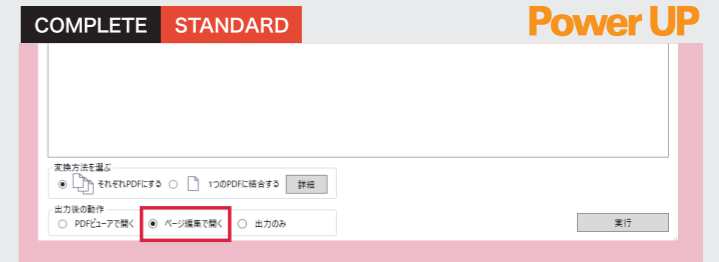 COMPLETE STANDARD Power UP
変換方法を選ぶ
それぞれPDFにする 1つのPDFに結合する 詳細
出力後の動作
PDFビューアで開く ページ編集で開く 出力のみ 実行